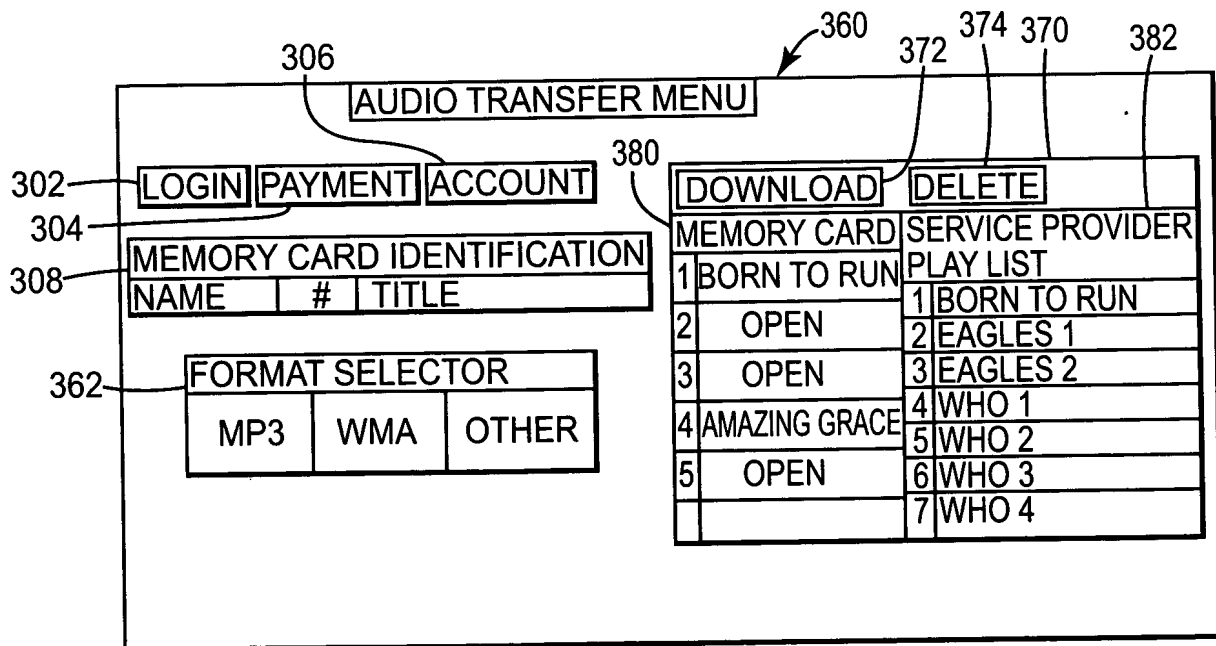 360
374 370
372
382
306
AUDIO TRANSFER MENU
380
302
LOGIN PAYMENT ACCOUNT
304
DOWNLOAD DELETE
308
MEMORY CARD IDENTIFICATION
NAME # TITLE
MEMORY CARD
1 BORN TO RUN
2 OPEN
3 OPEN
4 AMAZING GRACE
5 OPEN
SERVICE PROVIDER
PLAY LIST
1 BORN TO RUN
2 EAGLES 1
3 EAGLES 2
4 WHO 1
5 WHO 2
6 WHO 3
7 WHO 4
362
FORMAT SELECTOR
MP3 WMA OTHER